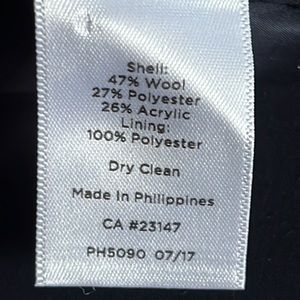 Shell:
47% Wool
27% Polyester
26% Acrylic
Lining:
100% Polyester
Dry Clean
Made In Philippines
CA #23147
PH5090 07/17